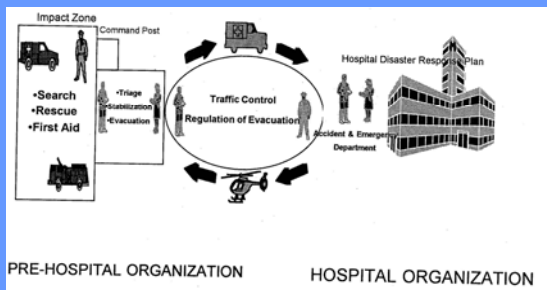 Impact Zone
Command Post
•Search
•Rescue
•First Aid
•Triage
•Stabilization
•Evacuation
Traffic Control
Regulation of Evacuation
Hospital Disaster Response Plan
H
Accident & Emergency
Department
PRE-HOSPITAL ORGANIZATION
HOSPITAL ORGANIZATION